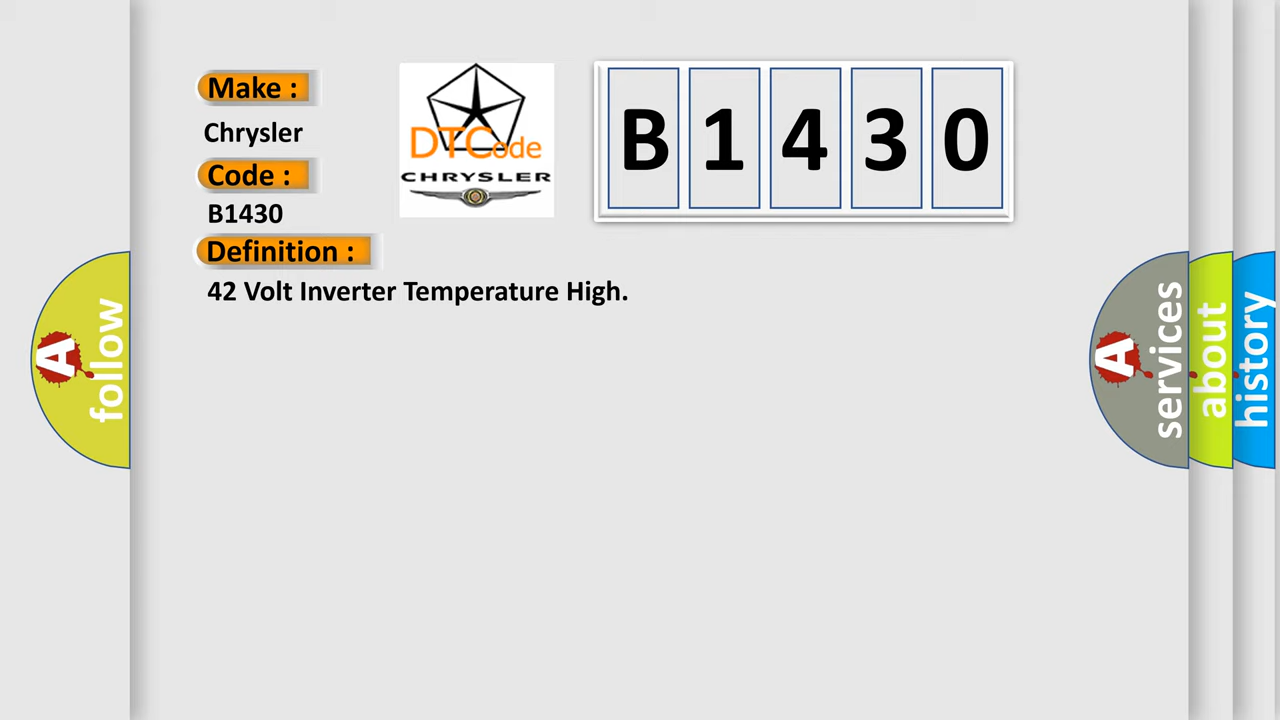 Make :
Chrysler
Code :
B1430
Definition :
42 Volt Inverter Temperature High.
DTCode
CHRYSLER
B 1 4 3 0
A follow
A services
about
history